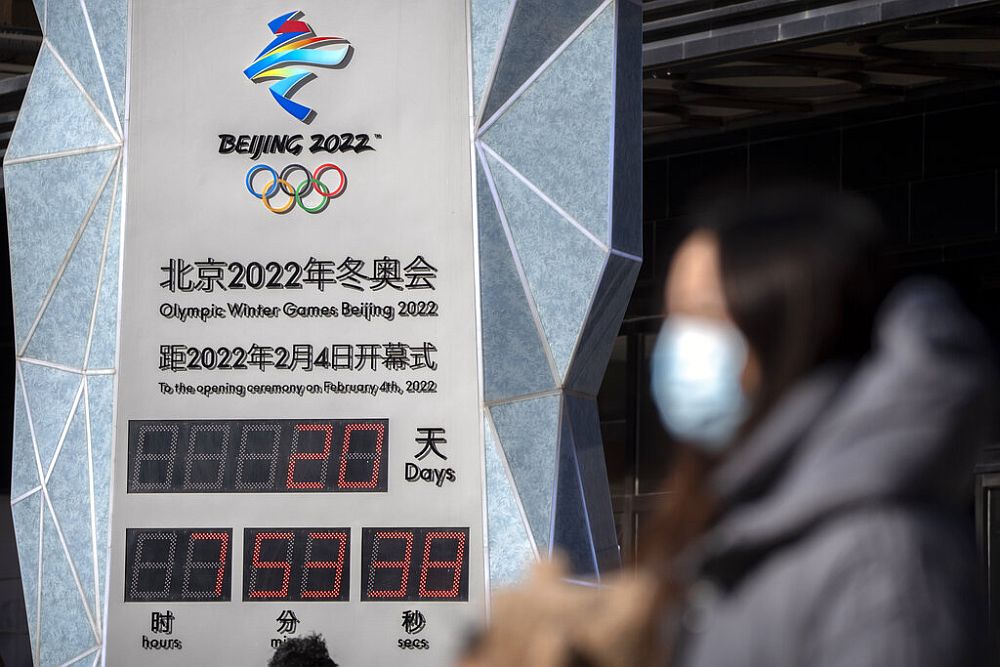 BEIJING 2022™
北京2022年冬奥会
Olympic Winter Games Beijing 2022
距2022年2月4日开幕式
To the opening ceremony on February 4th, 2022
20 天
Days
7 53 38
时 分 秒
hours secs